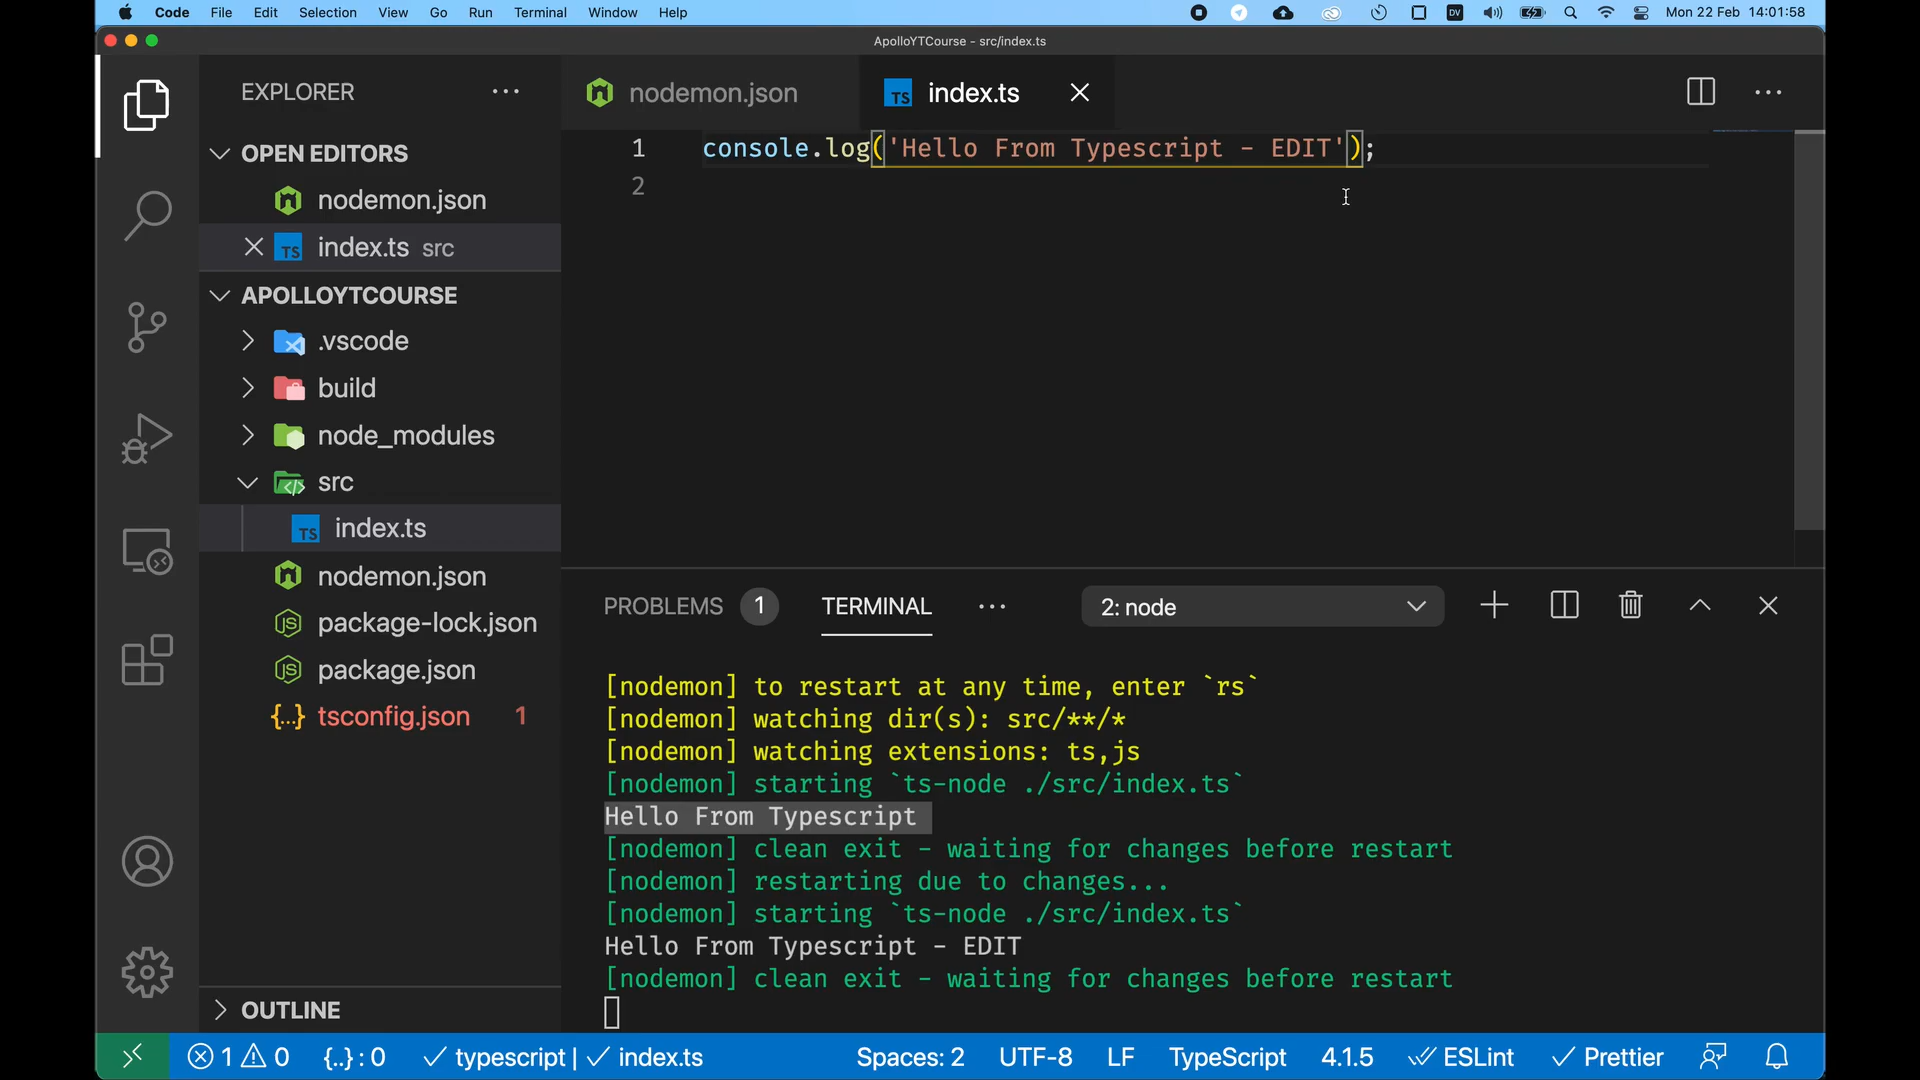 Code File Edit Selection View Go Run Terminal Window Help DV Mon 22 Feb 14:01:58
ApolloYTCourse - src/index.ts
EXPLORER
nodemon.json
TS index.ts
OPEN EDITORS
nodemon.json
TS index.ts src
APOLLOYTCOURSE
.vscode
build
node_modules
src
TS index.ts
nodemon.json
package-lock.json
package.json
{...} tsconfig.json 1
OUTLINE
1 console.log('Hello From Typescript - EDIT');
2
PROBLEMS 1 TERMINAL 2: node
[nodemon] to restart at any time, enter `rs`
[nodemon] watching dir(s): src/**/*
[nodemon] watching extensions: ts,js
[nodemon] starting `ts-node ./src/index.ts`
Hello From Typescript
[nodemon] clean exit - waiting for changes before restart
[nodemon] restarting due to changes...
[nodemon] starting `ts-node ./src/index.ts`
Hello From Typescript - EDIT
[nodemon] clean exit - waiting for changes before restart
1 0 {..} : 0 typescript | index.ts Spaces: 2 UTF-8 LF TypeScript 4.1.5 ESLint Prettier